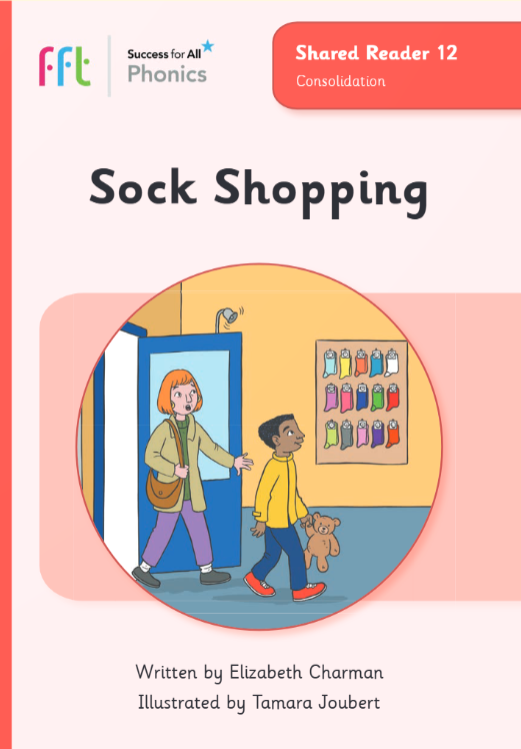 fft
Success for All
Phonics
Shared Reader 12
Consolidation
Sock Shopping
Written by Elizabeth Charman
Illustrated by Tamara Joubert